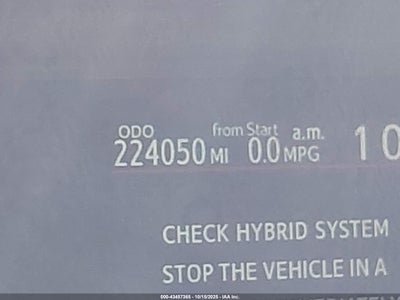 ODO from Start a.m. 10
224050 MI 0.0 MPG
CHECK HYBRID SYSTEM
STOP THE VEHICLE IN A
000-43457365 - 10/15/2025 - IAA Inc.